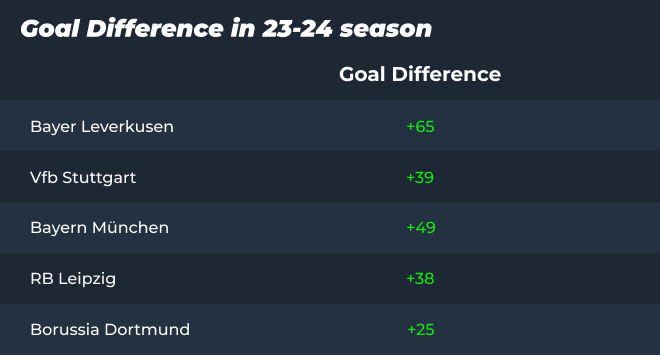 Goal Difference in 23-24 season
Goal Difference
Bayer Leverkusen +65
Vfb Stuttgart +39
Bayern München +49
RB Leipzig +38
Borussia Dortmund +25